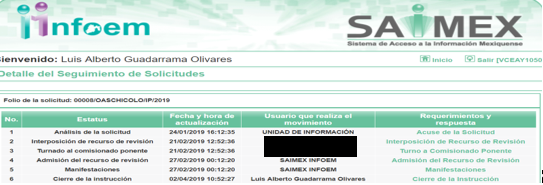 infoem
SAIMEX
Sistema de Acceso a la Información Mexiquense
Bienvenido: Luis Alberto Guadarrama Olivares
Inicio Salir [VCEAY1050
Detalle del Seguimiento de Solicitudes
Folio de la solicitud: 00008/DASCHICOLO/IP/2019
No. Estatus Fecha y hora de actualización Usuario que realiza el movimiento Requerimientos y respuesta
1 Análisis de la solicitud 24/01/2019 16:12:35 UNIDAD DE INFORMACIÓN Acuse de la Solicitud
2 Interposición de recurso de revisión 21/02/2019 12:52:36 Interposición de Recurso de Revisión
3 Turnado al comisionado ponente 21/02/2019 12:52:36 Turno a Comisionado Ponente
4 Admisión del recurso de revisión 27/02/2019 00:12:20 SAIMEX INFOEM Admisión del Recurso de Revisión
5 Manifestaciones 27/02/2019 00:12:20 SAIMEX INFOEM Manifestaciones
6 Cierre de la instrucción 02/04/2019 10:52:27 Luis Alberto Guadarrama Olivares Cierre de la Instrucción